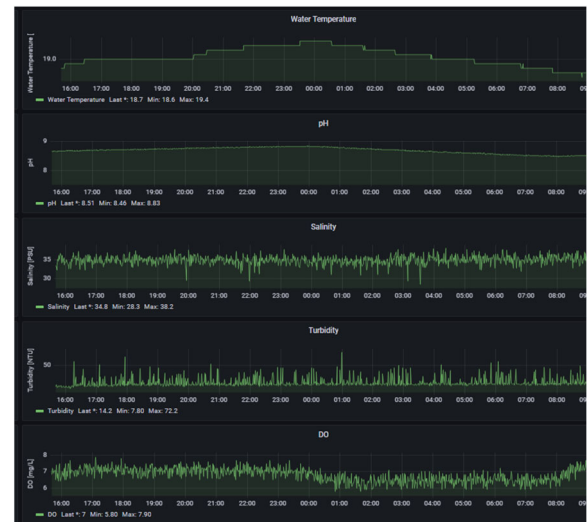 Water Temperature
Water Temperature [
19.0
16:00 17:00 18:00 19:00 20:00 21:00 22:00 23:00 00:00 01:00 02:00 03:00 04:00 05:00 06:00 07:00 08:00 09
Water Temperature Last *: 18.7 Min: 18.6 Max: 19.4
pH
pH
9
8
16:00 17:00 18:00 19:00 20:00 21:00 22:00 23:00 00:00 01:00 02:00 03:00 04:00 05:00 06:00 07:00 08:00 09
pH Last *: 8.51 Min: 8.46 Max: 8.83
Salinity
Salinity [PSU]
35
30
16:00 17:00 18:00 19:00 20:00 21:00 22:00 23:00 00:00 01:00 02:00 03:00 04:00 05:00 06:00 07:00 08:00 09
Salinity Last *: 34.8 Min: 28.3 Max: 38.2
Turbidity
Turbidity [NTU]
50
16:00 17:00 18:00 19:00 20:00 21:00 22:00 23:00 00:00 01:00 02:00 03:00 04:00 05:00 06:00 07:00 08:00 09
Turbidity Last *: 14.2 Min: 7.80 Max: 72.2
DO
DO [mg/L]
8
7
6
16:00 17:00 18:00 19:00 20:00 21:00 22:00 23:00 00:00 01:00 02:00 03:00 04:00 05:00 06:00 07:00 08:00 09
DO Last *: 7 Min: 5.80 Max: 7.90